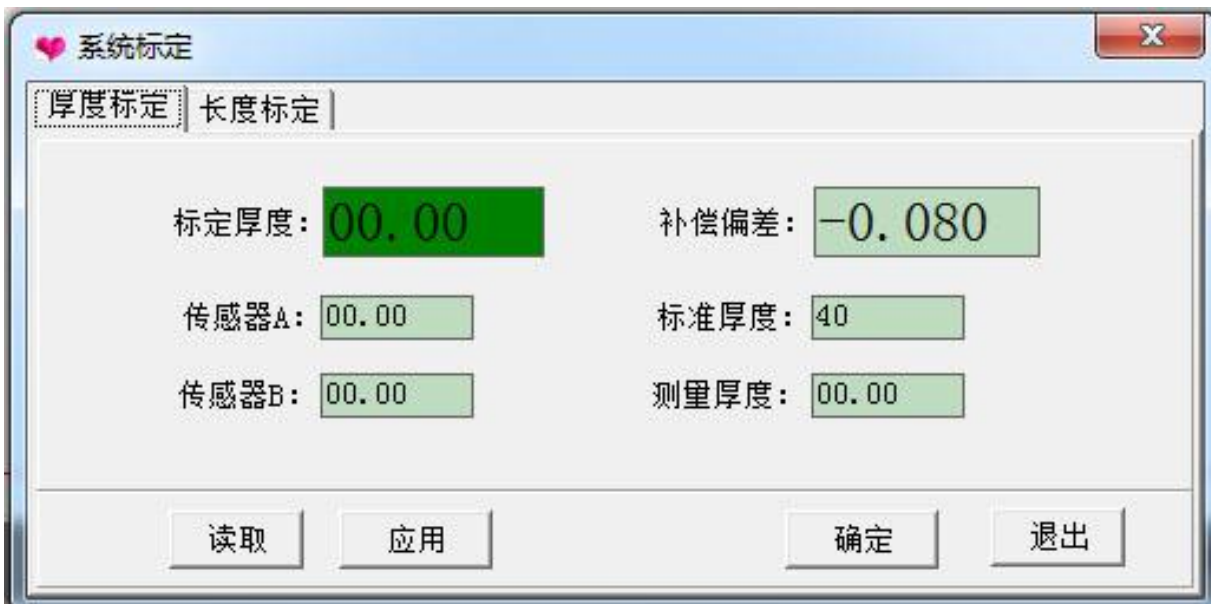 系统标定
厚度标定 长度标定
标定厚度: 00.00 补偿偏差: -0.080
传感器A: 00.00 标准厚度: 40
传感器B: 00.00 测量厚度: 00.00
读取 应用 确定 退出